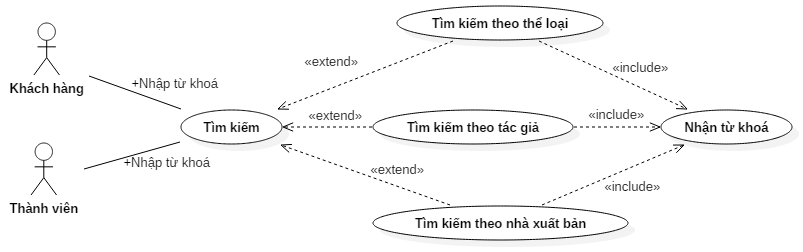 Tìm kiếm theo thể loại
«extend»
«include»
Khách hàng
+Nhập từ khoá
Tìm kiếm
«extend»
Tìm kiếm theo tác giả
«include»
Nhận từ khoá
+Nhập từ khoá
Thành viên
«extend»
«include»
Tìm kiếm theo nhà xuất bản